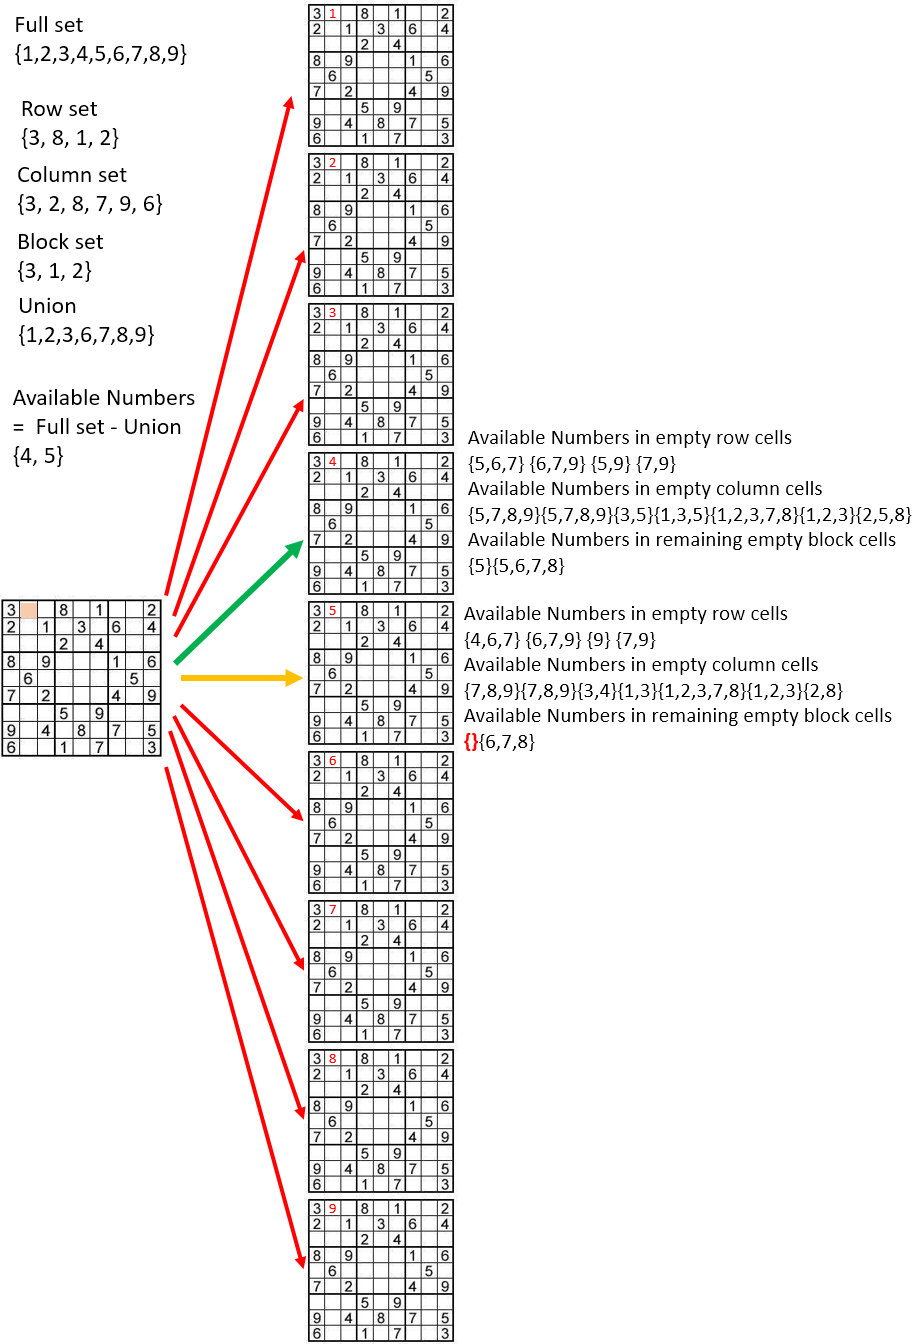 Full set
{1,2,3,4,5,6,7,8,9}
Row set
{3, 8, 1, 2}
Column set
{3, 2, 8, 7, 9, 6}
Block set
{3, 1, 2}
Union
{1,2,3,6,7,8,9}
Available Numbers
= Full set - Union
{4, 5}
3 8 1 2
2 1 3 6 4
2 4
8 9 1 6
6 5
7 2 4 9
5 9
9 4 8 7 5
6 1 7 3
3 1 8 1 2
2 1 3 6 4
2 4
8 9 1 6
6 5
7 2 4 9
5 9
9 4 8 7 5
6 1 7 3
3 2 8 1 2
2 1 3 6 4
2 4
8 9 1 6
6 5
7 2 4 9
5 9
9 4 8 7 5
6 1 7 3
3 3 8 1 2
2 1 3 6 4
2 4
8 9 1 6
6 5
7 2 4 9
5 9
9 4 8 7 5
6 1 7 3
3 4 8 1 2
2 1 3 6 4
2 4
8 9 1 6
6 5
7 2 4 9
5 9
9 4 8 7 5
6 1 7 3
Available Numbers in empty row cells
{5,6,7} {6,7,9} {5,9} {7,9}
Available Numbers in empty column cells
{5,7,8,9}{5,7,8,9}{3,5}{1,3,5}{1,2,3,7,8}{1,2,3}{2,5,8}
Available Numbers in remaining empty block cells
{5}{5,6,7,8}
3 5 8 1 2
2 1 3 6 4
2 4
8 9 1 6
6 5
7 2 4 9
5 9
9 4 8 7 5
6 1 7 3
Available Numbers in empty row cells
{4,6,7} {6,7,9} {9} {7,9}
Available Numbers in empty column cells
{7,8,9}{7,8,9}{3,4}{1,3}{1,2,3,7,8}{1,2,3}{2,8}
Available Numbers in remaining empty block cells
{}{6,7,8}
3 6 8 1 2
2 1 3 6 4
2 4
8 9 1 6
6 5
7 2 4 9
5 9
9 4 8 7 5
6 1 7 3
3 7 8 1 2
2 1 3 6 4
2 4
8 9 1 6
6 5
7 2 4 9
5 9
9 4 8 7 5
6 1 7 3
3 8 8 1 2
2 1 3 6 4
2 4
8 9 1 6
6 5
7 2 4 9
5 9
9 4 8 7 5
6 1 7 3
3 9 8 1 2
2 1 3 6 4
2 4
8 9 1 6
6 5
7 2 4 9
5 9
9 4 8 7 5
6 1 7 3